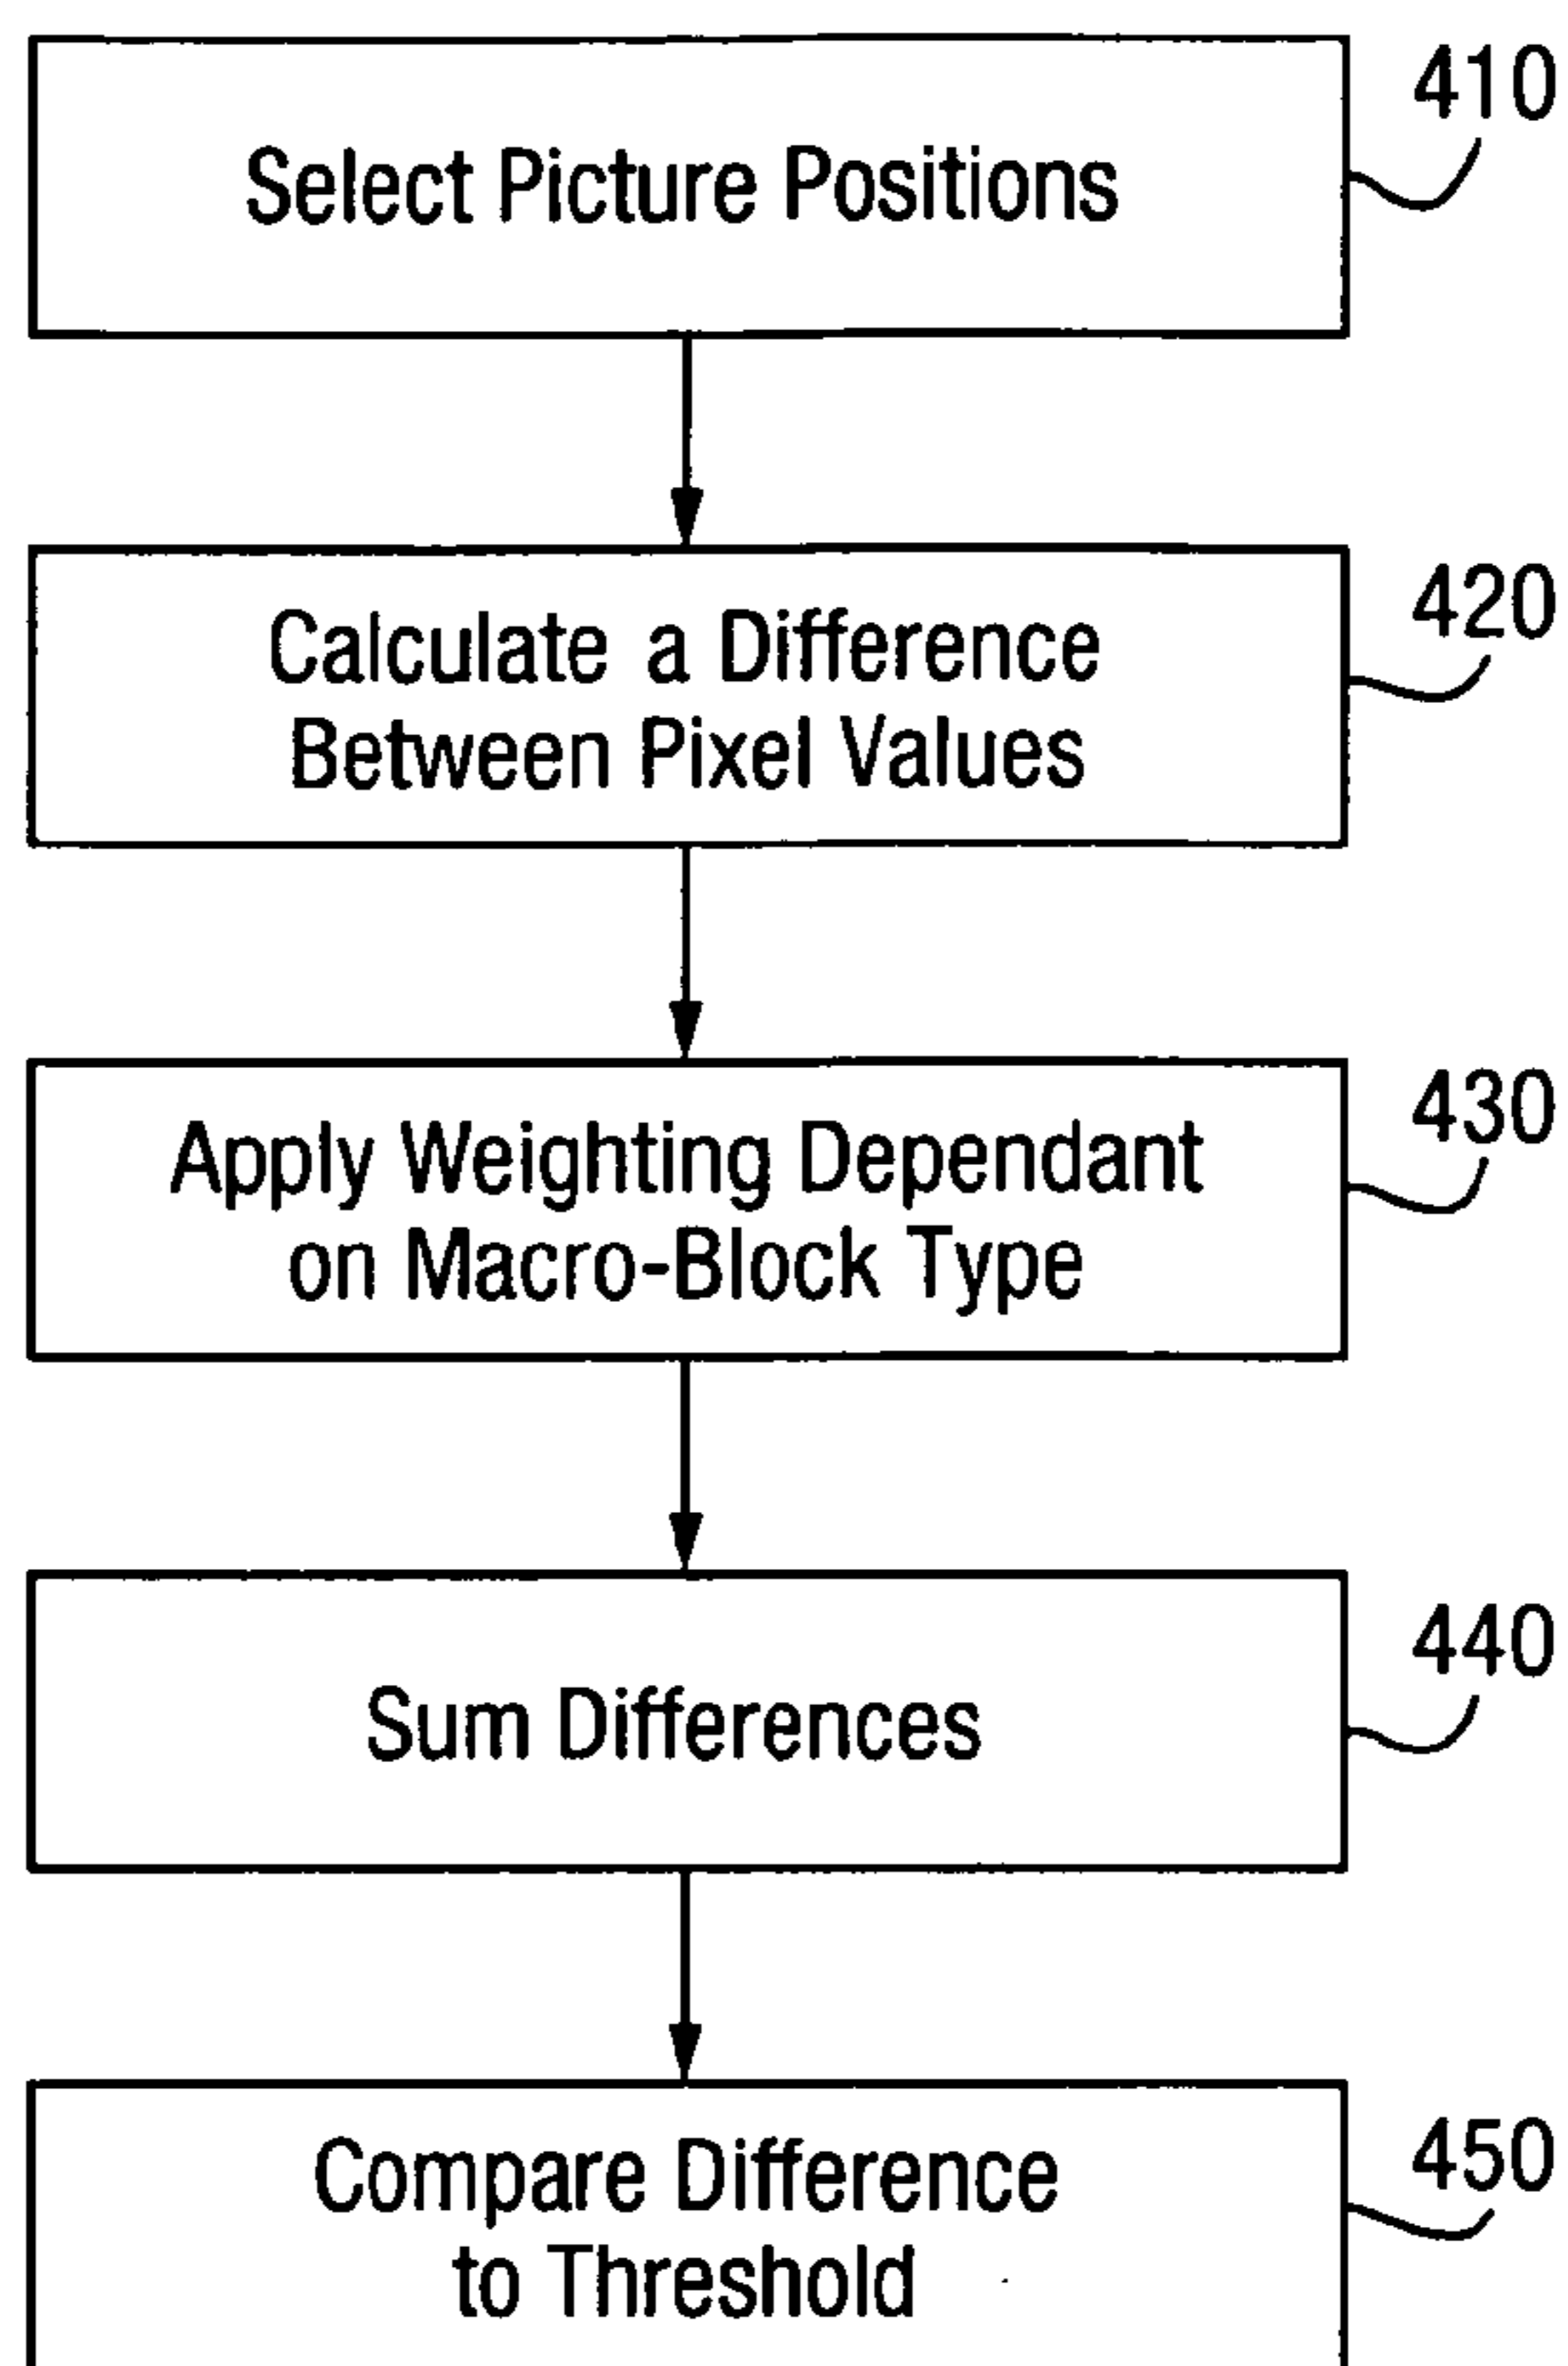 Select Picture Positions
410
Calculate a Difference
Between Pixel Values
420
Apply Weighting Dependant
on Macro-Block Type
430
Sum Differences
440
Compare Difference
to Threshold
450